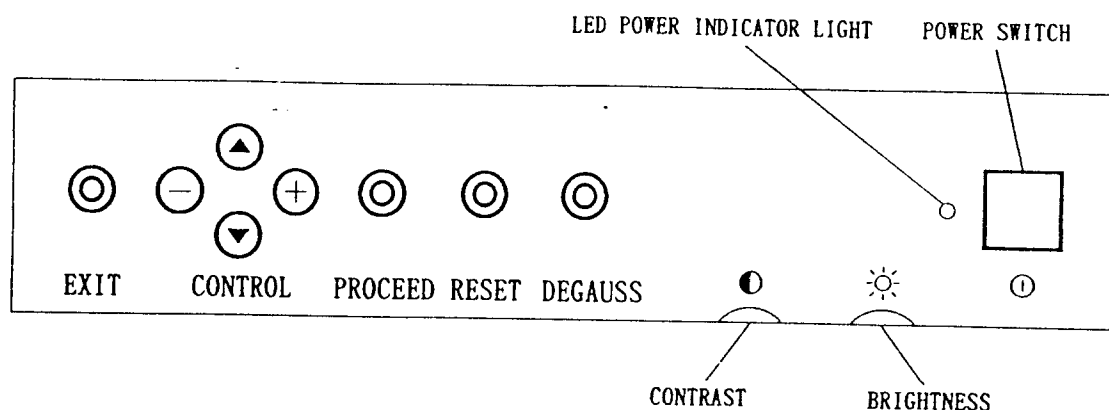 LED POWER INDICATOR LIGHT POWER SWITCH
EXIT CONTROL PROCEED RESET DEGAUSS
CONTRAST BRIGHTNESS